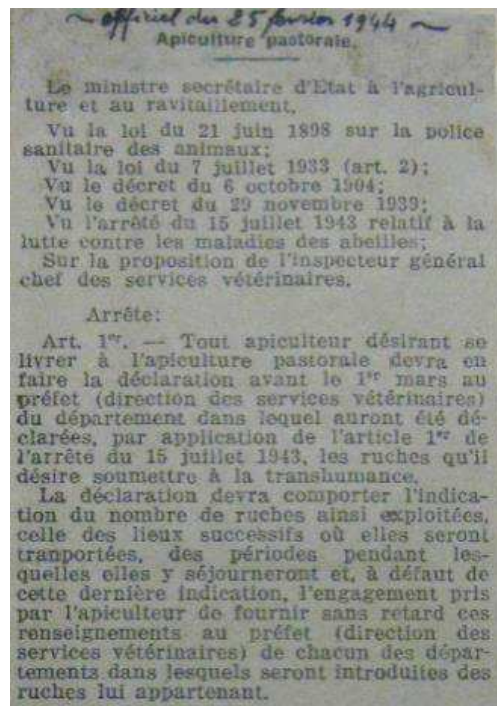 ~ officiel du 25 février 1944 ~
Apiculture pastorale.
Le ministre secrétaire d'Etat à l'agricul-
ture et au ravitaillement,
Vu la loi du 21 juin 1898 sur la police
sanitaire des animaux;
Vu la loi du 7 juillet 1933 (art. 2);
Vu le décret du 6 octobre 1904;
Vu le décret du 29 novembre 1939;
Vu l'arrêté du 15 juillet 1943 relatif à la
lutte contre les maladies des abeilles;
Sur la proposition de l'inspecteur général
chef des services vétérinaires,
Arrête:
Art. 1er. — Tout apiculteur désirant se
livrer à l'apiculture pastorale devra en
faire la déclaration avant le 1er mars au
préfet (direction des services vétérinaires)
du département dans lequel auront été dé-
clarées, par application de l'article 1er de
l'arrête du 15 juillet 1943, les ruches qu'il
désire soumettre à la transhumance.
La déclaration devra comporter l'indica-
tion du nombre de ruches ainsi exploitées,
celle des lieux successifs où elles seront
tranportées, des périodes pendant les-
quelles elles y séjourneront et, à défaut de
cette dernière indication, l'engagement pris
par l'apiculteur de fournir sans retard ces
renseignements au préfet (direction des
services vétérinaires) de chacun des dépar-
tements dans lesquels seront introduites des
ruches lui appartenant.